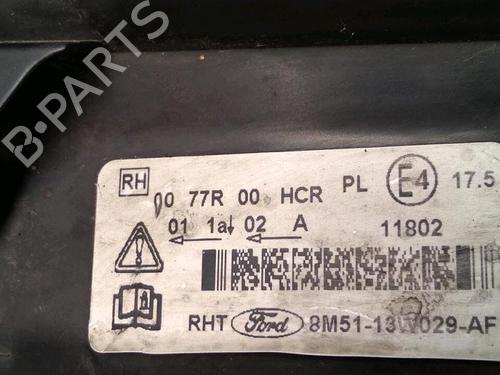 B-PARTS
RH
00 77R 00 HCR PL E4 17.5
01 1a 02 A 11802
RHT Ford 8M51-13W029-AF